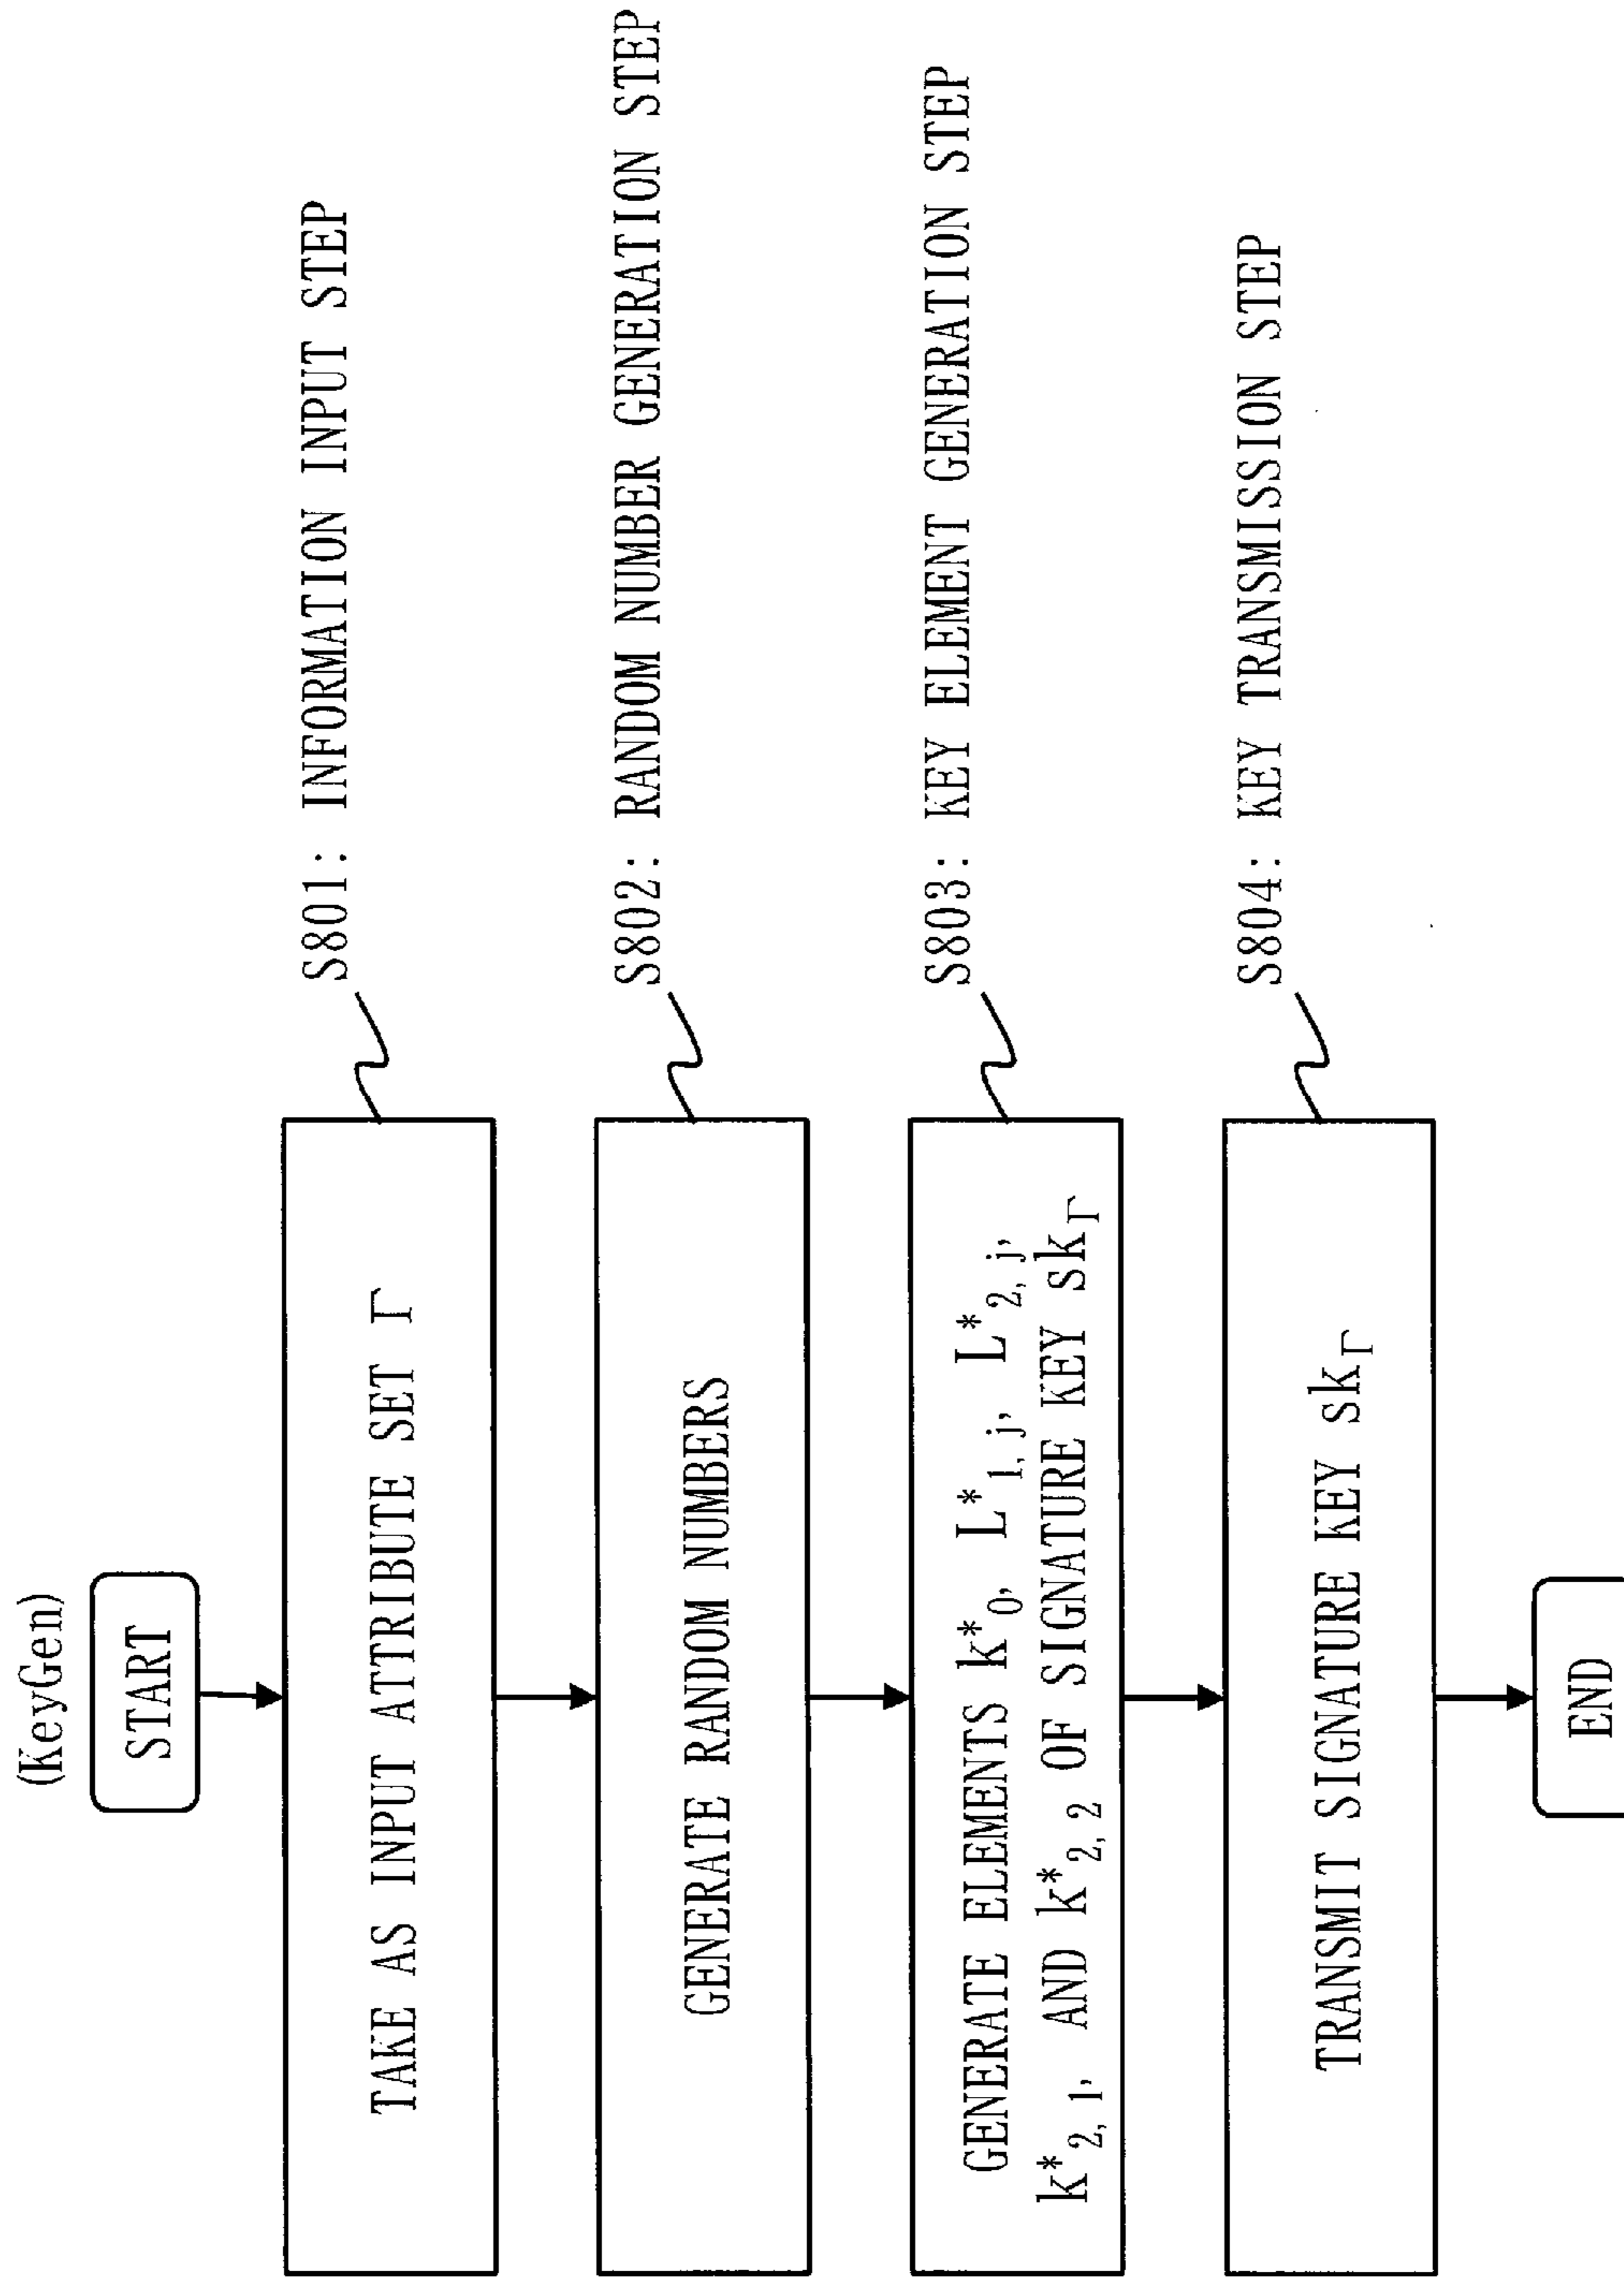 (KeyGen)
START
TAKE AS INPUT ATTRIBUTE SET Γ
S801: INFORMATION INPUT STEP
GENERATE RANDOM NUMBERS
S802: RANDOM NUMBER GENERATION STEP
GENERATE ELEMENTS k*0, L*1,j, L*2,j,
k*2,1, AND k*2,2 OF SIGNATURE KEY skΓ
S803: KEY ELEMENT GENERATION STEP
TRANSMIT SIGNATURE KEY skΓ
S804: KEY TRANSMISSION STEP
END